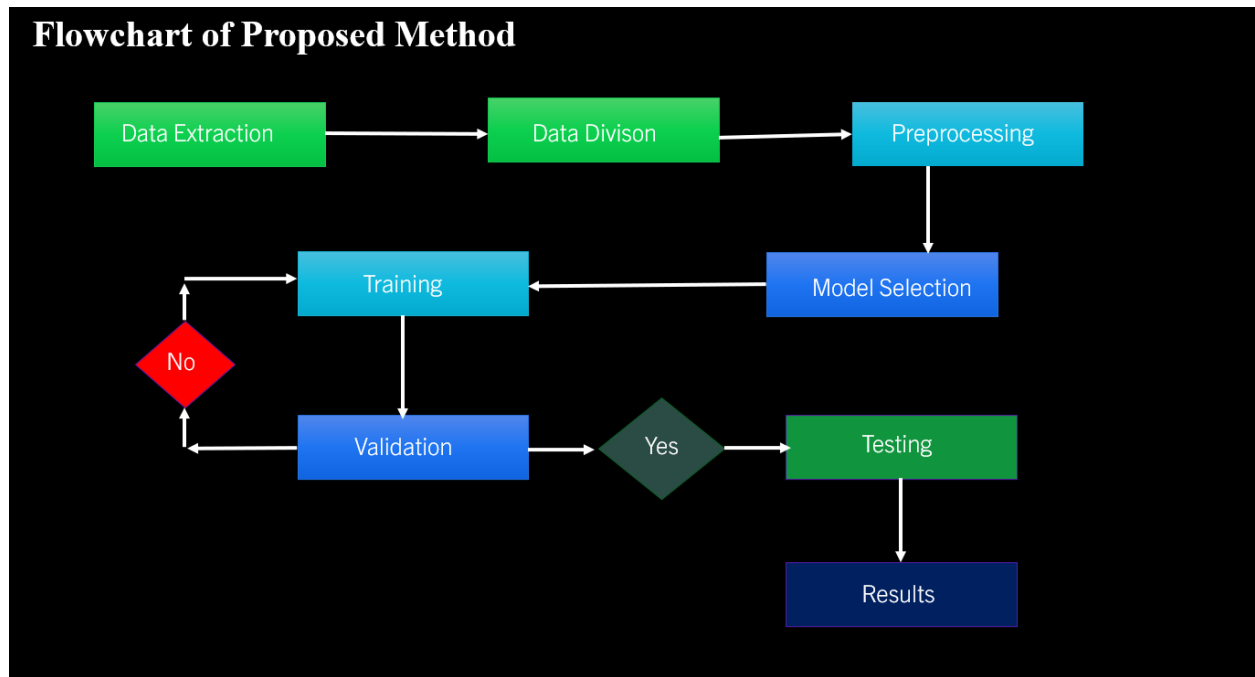 Flowchart of Proposed Method
Data Extraction
Data Divison
Preprocessing
Training
Model Selection
No
Validation
Yes
Testing
Results